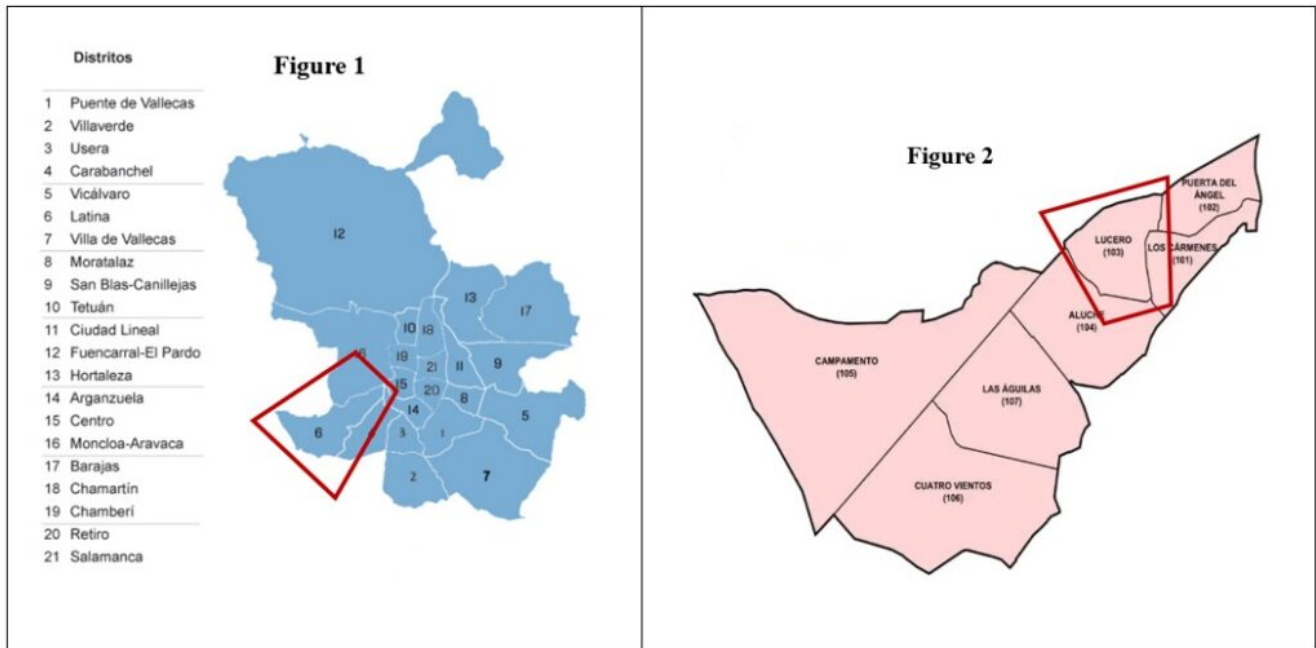 Distritos
1 Puente de Vallecas
2 Villaverde
3 Usera
4 Carabanchel
5 Vicálvaro
6 Latina
7 Villa de Vallecas
8 Moratalaz
9 San Blas-Canillejas
10 Tetuán
11 Ciudad Lineal
12 Fuencarral-El Pardo
13 Hortaleza
14 Arganzuela
15 Centro
16 Moncloa-Aravaca
17 Barajas
18 Chamartín
19 Chamberí
20 Retiro
21 Salamanca
Figure 1
12
13
17
10
18
19
21
11
9
15
20
8
14
5
6
3
1
2
7
Figure 2
PUERTA DEL
ÁNGEL
(102)
LUCERO
(103)
LOS CÁRMENES
(101)
ALUCHE
(104)
CAMPAMENTO
(105)
LAS ÁGUILAS
(107)
CUATRO VIENTOS
(106)